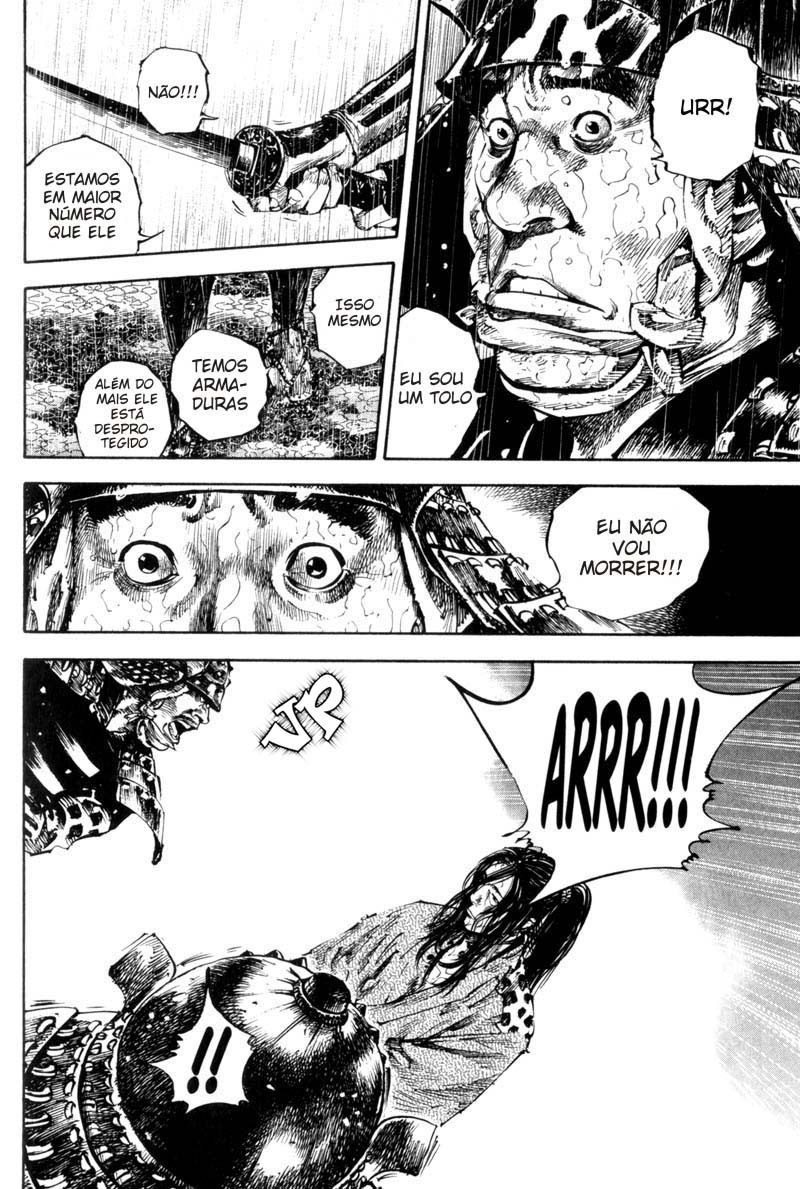 URR!
EU SOU
UM TOLO
NÃO!!!
ESTAMOS
EM MAIOR
NÚMERO
QUE ELE
ISSO
MESMO
TEMOS
ARMA-
DURAS
ALÉM DO
MAIS ELE
ESTÁ
DESPRO-
TEGIDO
EU NÃO
VOU
MORRER!!!
ARRR!!!
VP
!!